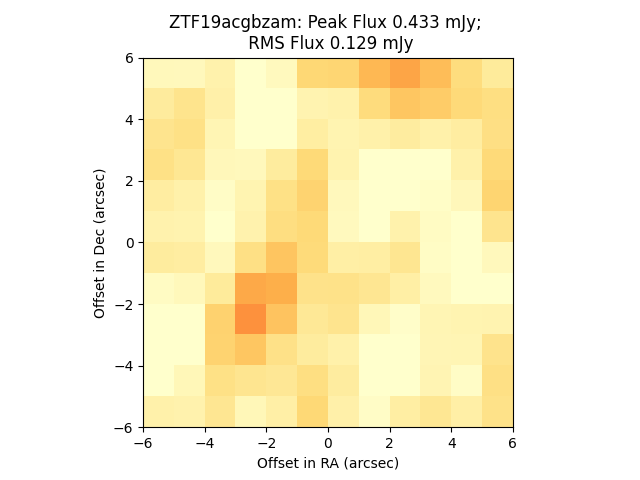 ZTF19acgbzam: Peak Flux 0.433 mJy;
RMS Flux 0.129 mJy
6
4
2
0
−2
−4
−6
Offset in Dec (arcsec)
−6 −4 −2 0 2 4 6
Offset in RA (arcsec)